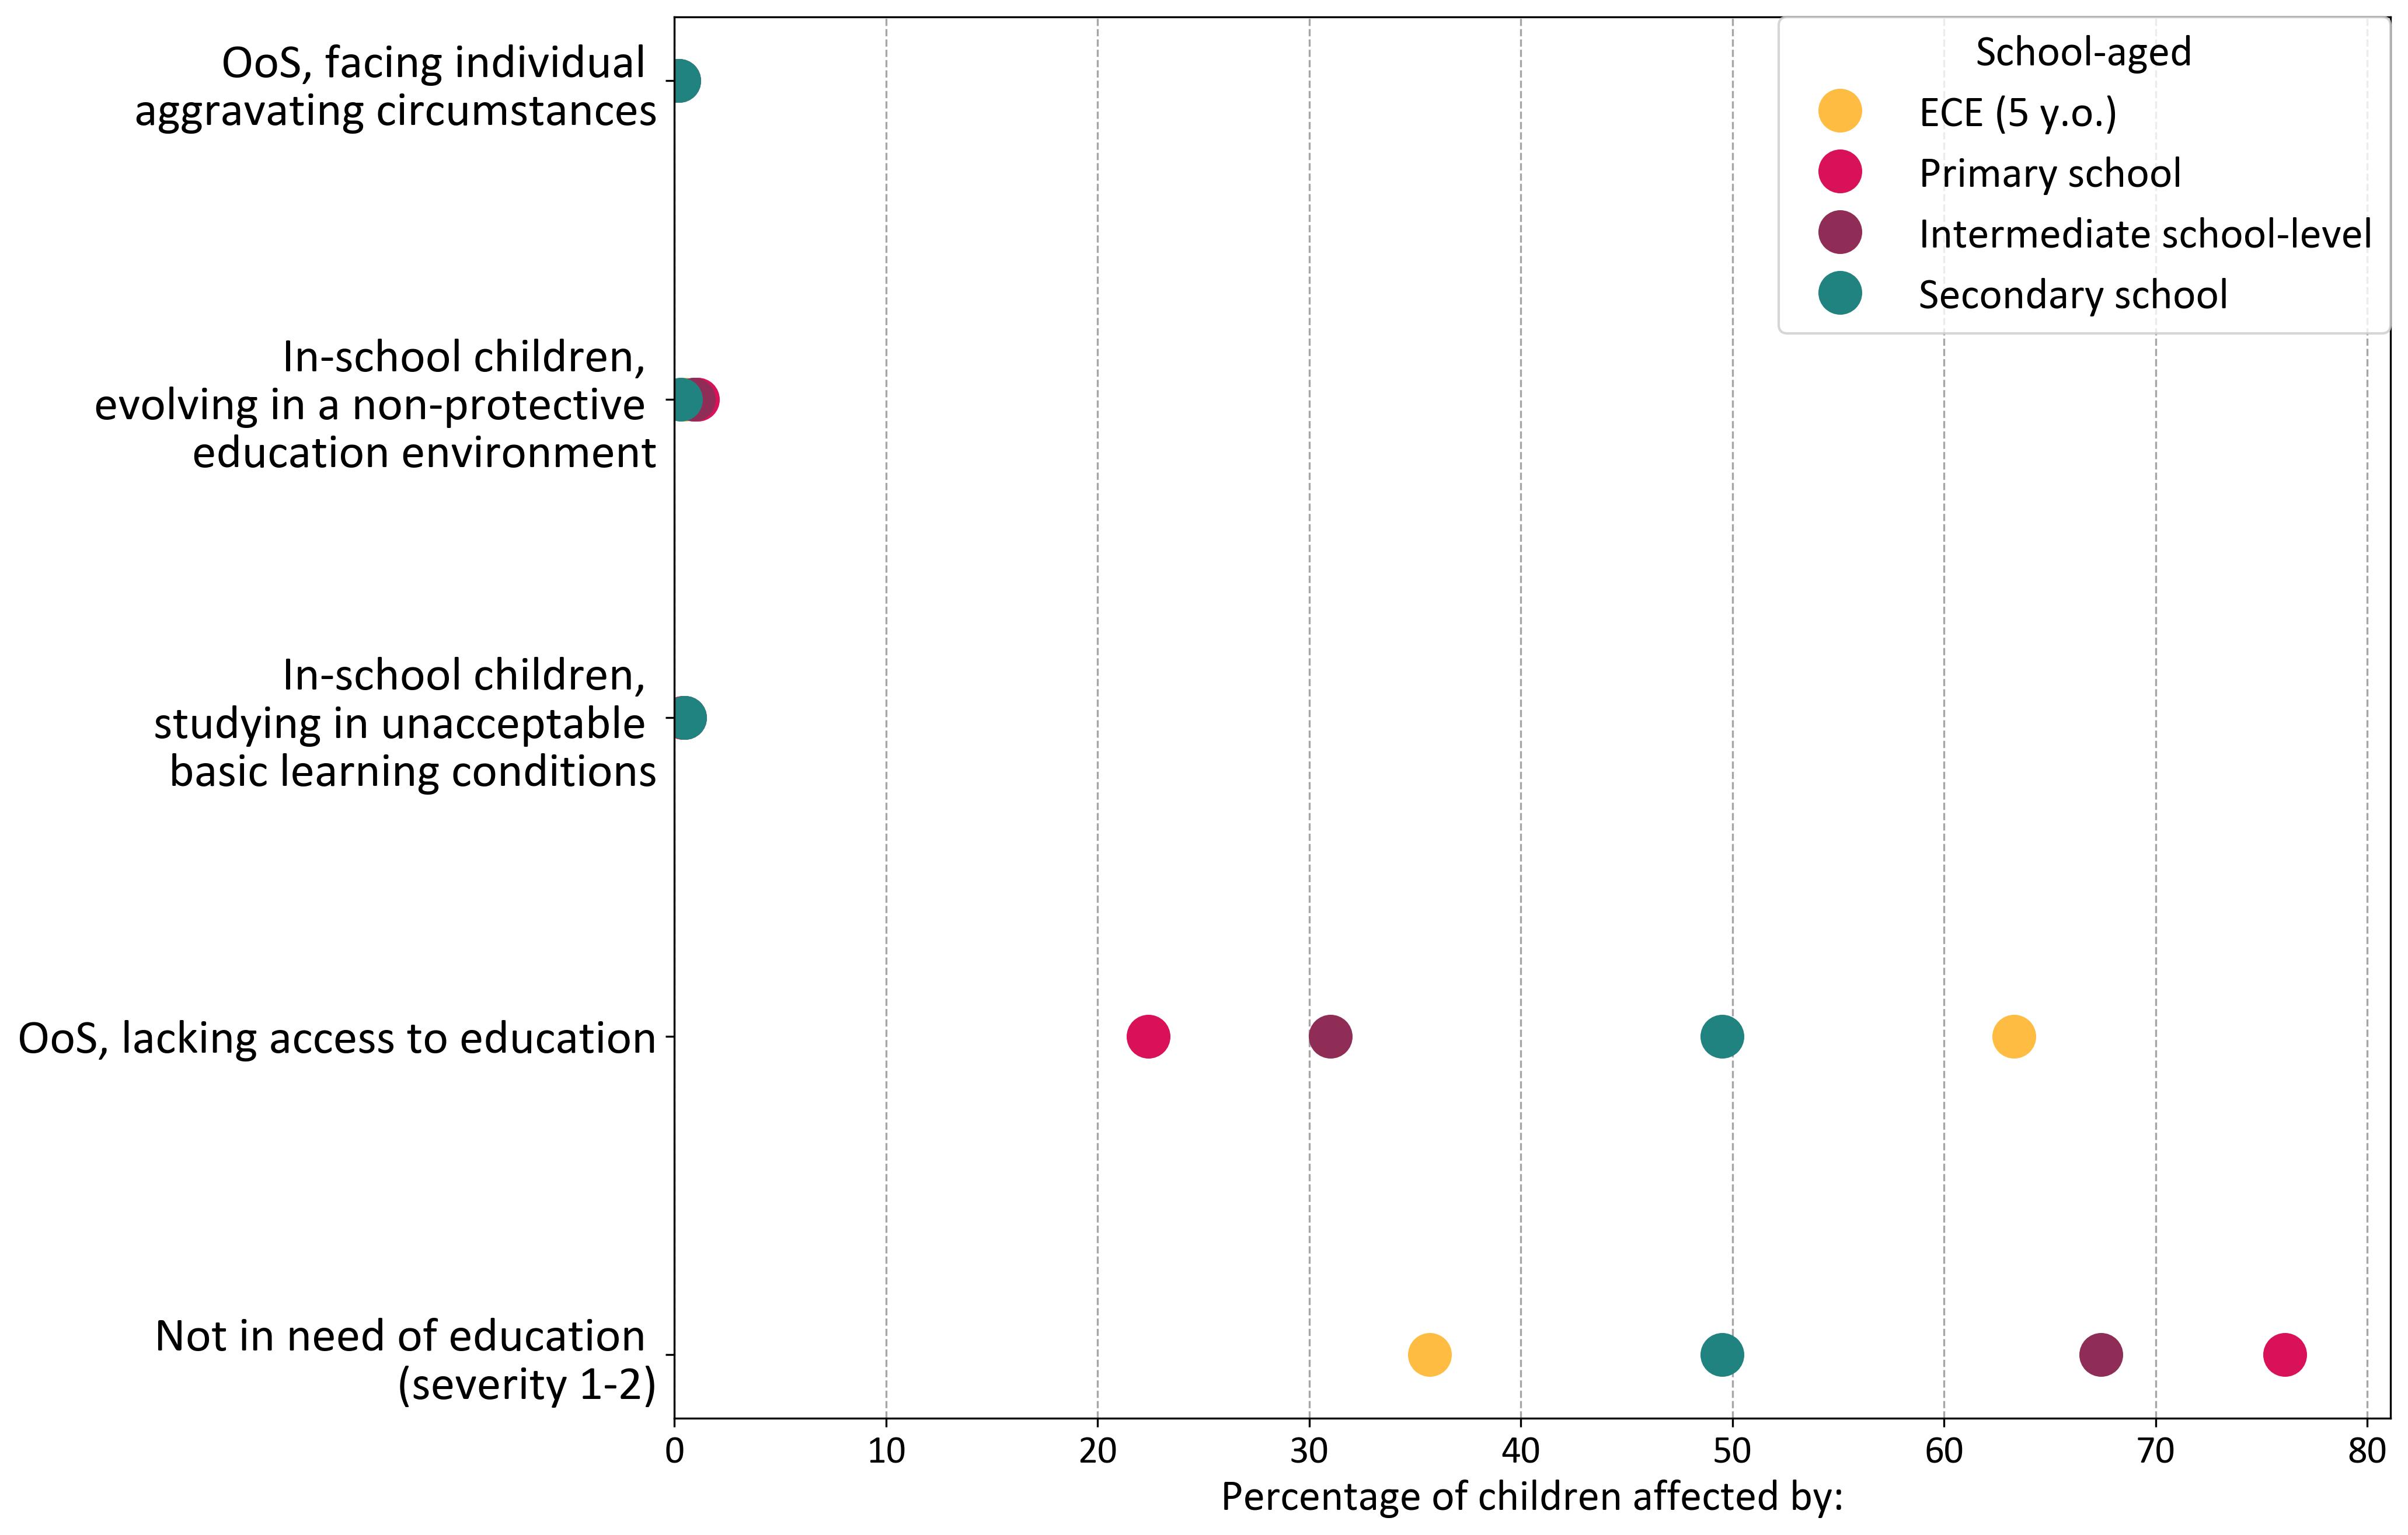 OoS, facing individual
aggravating circumstances
In-school children,
evolving in a non-protective
education environment
In-school children,
studying in unacceptable
basic learning conditions
OoS, lacking access to education
Not in need of education
(severity 1-2)
School-aged
ECE (5 y.o.)
Primary school
Intermediate school-level
Secondary school
0 10 20 30 40 50 60 70 80
Percentage of children affected by: